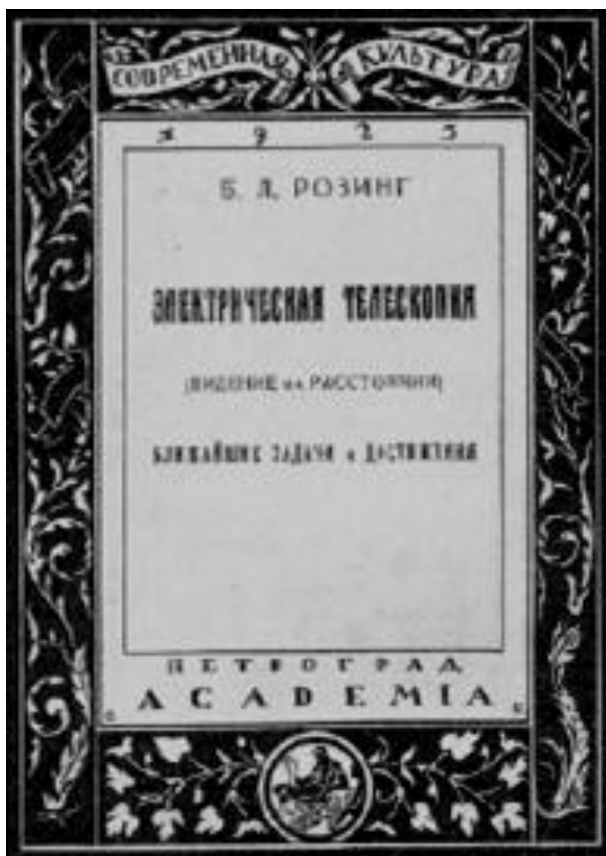 СОВРЕМЕННАЯ КУЛЬТУРА
1923
Б. Л. РОЗИНГ
ЭЛЕКТРИЧЕСКАЯ ТЕЛЕСКОПИЯ
(ВИДЕНИЕ на РАССТОЯНИИ)
БЛИЖАЙШИЕ ЗАДАЧИ и ДОСТИЖЕНИЯ
ПЕТРОГРАД
ACADEMIA